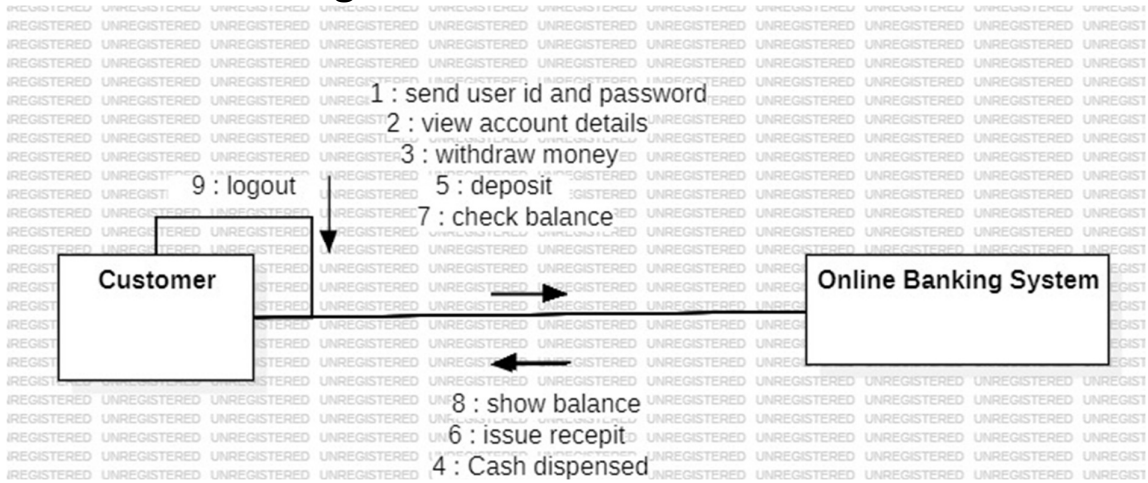 1 : send user id and password
2 : view account details
3 : withdraw money
9 : logout
5 : deposit
7 : check balance
Customer
Online Banking System
8 : show balance
6 : issue recepit
4 : Cash dispensed
UNREGISTERED